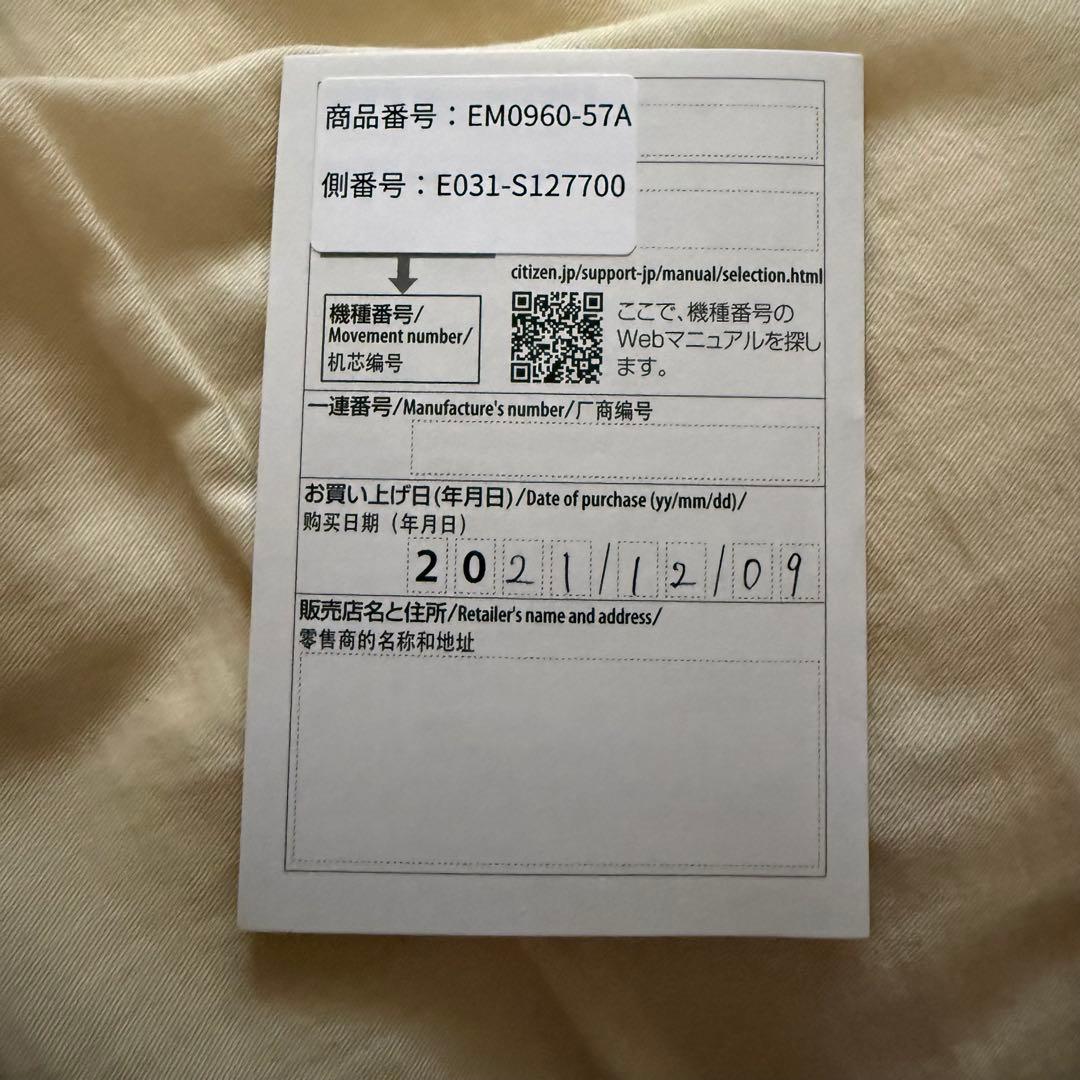 商品番号：EM0960-57A
側番号：E031-S127700
citizen.jp/support-jp/manual/selection.html
機種番号/
Movement number/
机芯编号
ここで、機種番号の
Webマニュアルを探し
ます。
一連番号/Manufacture's number/厂商编号
お買い上げ日(年月日)/Date of purchase (yy/mm/dd)/
购买日期（年月日）
2021/12/09
販売店名と住所/Retailer's name and address/
零售商的名称和地址